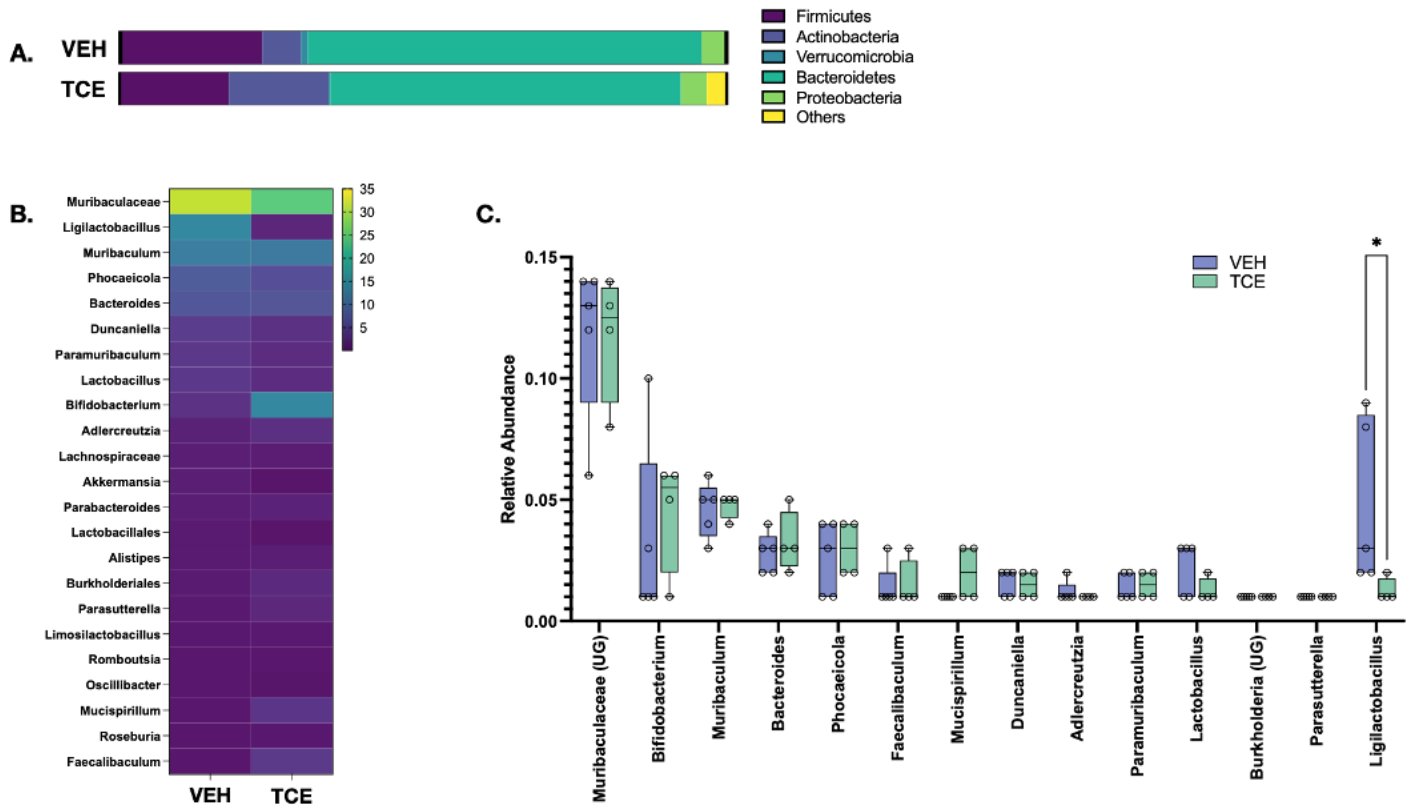 A.
VEH
TCE
Firmicutes
Actinobacteria
Verrucomicrobia
Bacteroidetes
Proteobacteria
Others
B.
Muribaculaceae
Ligilactobacillus
Muribaculum
Phocaeicola
Bacteroides
Duncaniella
Paramuribaculum
Lactobacillus
Bifidobacterium
Adlercreutzia
Lachnospiraceae
Akkermansia
Parabacteroides
Lactobacillales
Alistipes
Burkholderiales
Parasutterella
Limosilactobacillus
Romboutsia
Oscillibacter
Mucispirillum
Roseburia
Faecalibaculum
VEH TCE
35
30
25
20
15
10
5
C.
Relative Abundance
0.15
0.10
0.05
0.00
VEH
TCE
*
Muribaculaceae (UG)
Bifidobacterium
Muribaculum
Bacteroides
Phocaeicola
Faecalibaculum
Mucispirillum
Duncaniella
Adlercreutzia
Paramuribaculum
Lactobacillus
Burkholderia (UG)
Parasutterella
Ligilactobacillus